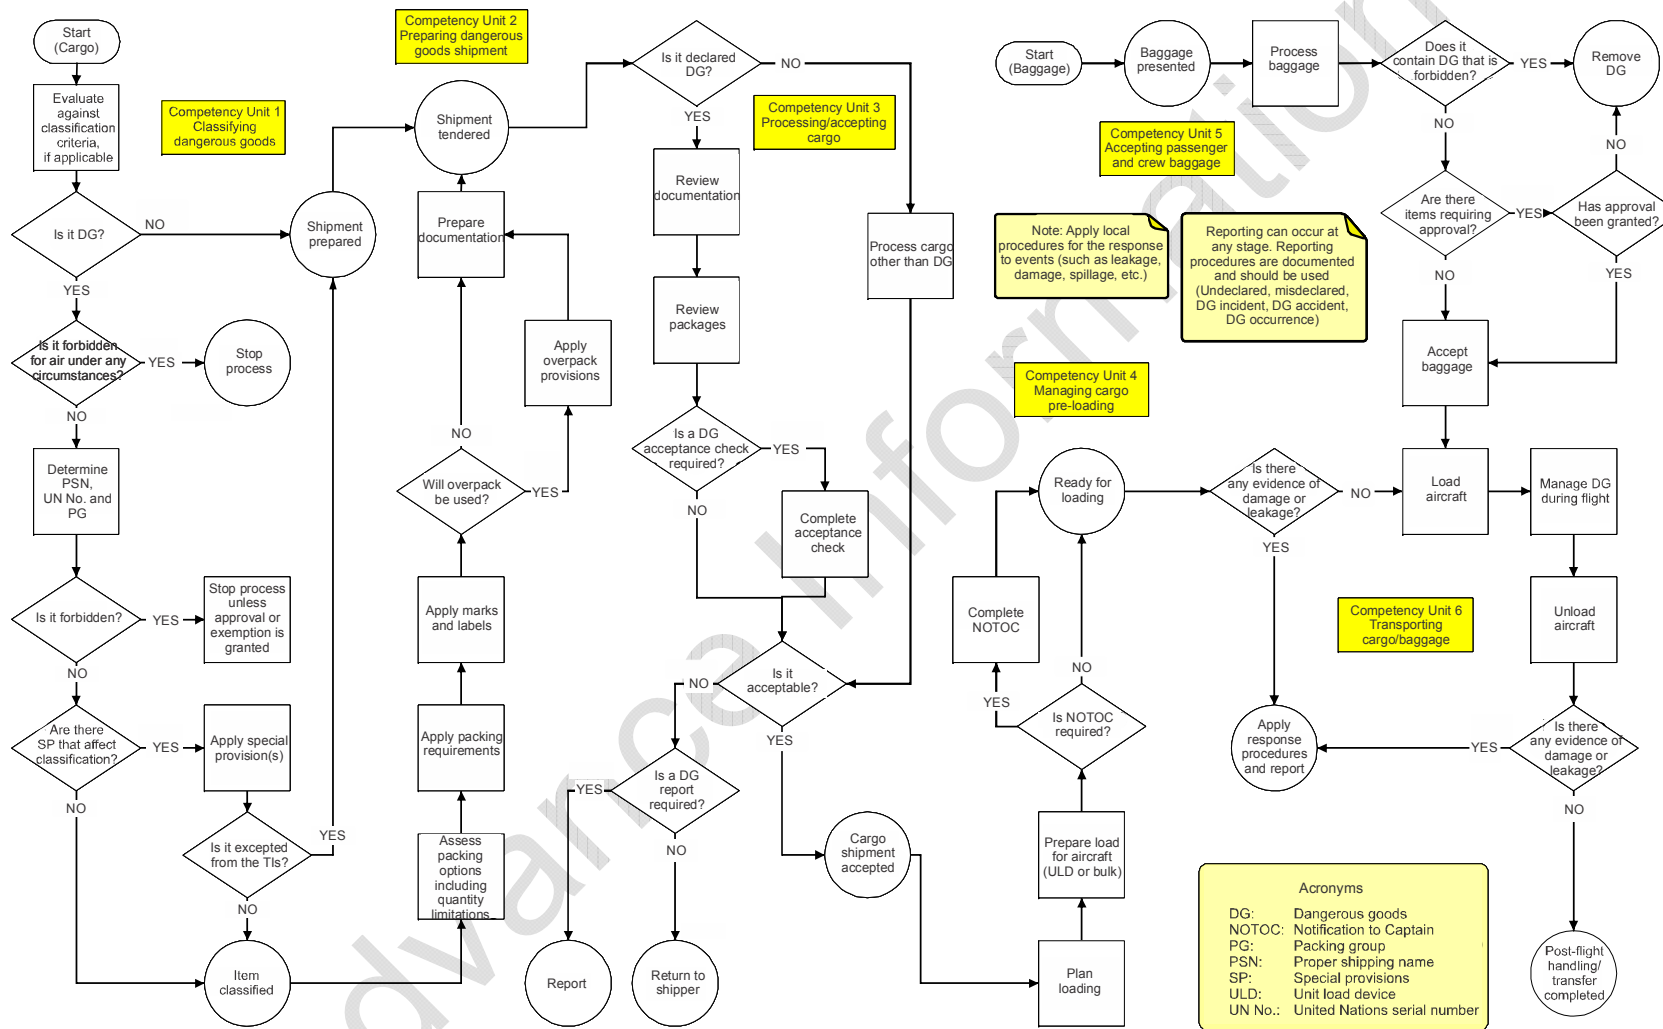 Start
(Cargo)
Evaluate
against
classification
criteria,
if applicable
Competency Unit 1
Classifying
dangerous goods
Is it DG?
NO
YES
Shipment
prepared
Is it forbidden
for air under any
circumstances?
YES
Stop
process
NO
Determine
PSN,
UN No. and
PG
Is it forbidden?
YES
Stop process
unless
approval or
exemption is
granted
NO
Are there
SP that affect
classification?
YES
Apply special
provision(s)
NO
Is it excepted
from the TIs?
YES
NO
Item
classified
Competency Unit 2
Preparing dangerous
goods shipment
Shipment
tendered
Prepare
documentation
Apply
overpack
provisions
NO
Will overpack
be used?
YES
Apply marks
and labels
Apply packing
requirements
Assess
packing
options
including
quantity
limitations
Is it declared
DG?
NO
YES
Competency Unit 3
Processing/accepting
cargo
Review
documentation
Process cargo
other than DG
Review
packages
Is a DG
acceptance check
required?
YES
NO
Complete
acceptance
check
Is it
acceptable?
NO
YES
Is a DG
report
required?
YES
NO
Report
Return to
shipper
Cargo
shipment
accepted
Competency Unit 4
Managing cargo
pre-loading
Plan
loading
Prepare load
for aircraft
(ULD or bulk)
Is NOTOC
required?
YES
NO
Complete
NOTOC
Ready for
loading
Start
(Baggage)
Baggage
presented
Process
baggage
Does it
contain DG that is
forbidden?
YES
Remove
DG
NO
NO
Competency Unit 5
Accepting passenger
and crew baggage
Are there
items requiring
approval?
YES
Has approval
been granted?
NO
YES
Note: Apply local
procedures for the response
to events (such as leakage,
damage, spillage, etc.)
Reporting can occur at
any stage. Reporting
procedures are documented
and should be used
(Undeclared, misdeclared,
DG incident, DG accident,
DG occurrence)
Accept
baggage
Is there
any evidence of
damage or
leakage?
NO
YES
Load
aircraft
Manage DG
during flight
Competency Unit 6
Transporting
cargo/baggage
Unload
aircraft
Is there
any evidence of
damage or
leakage?
YES
NO
Apply
response
procedures
and report
Post-flight
handling/
transfer
completed
Acronyms
DG: Dangerous goods
NOTOC: Notification to Captain
PG: Packing group
PSN: Proper shipping name
SP: Special provisions
ULD: Unit load device
UN No.: United Nations serial number
dvance Information